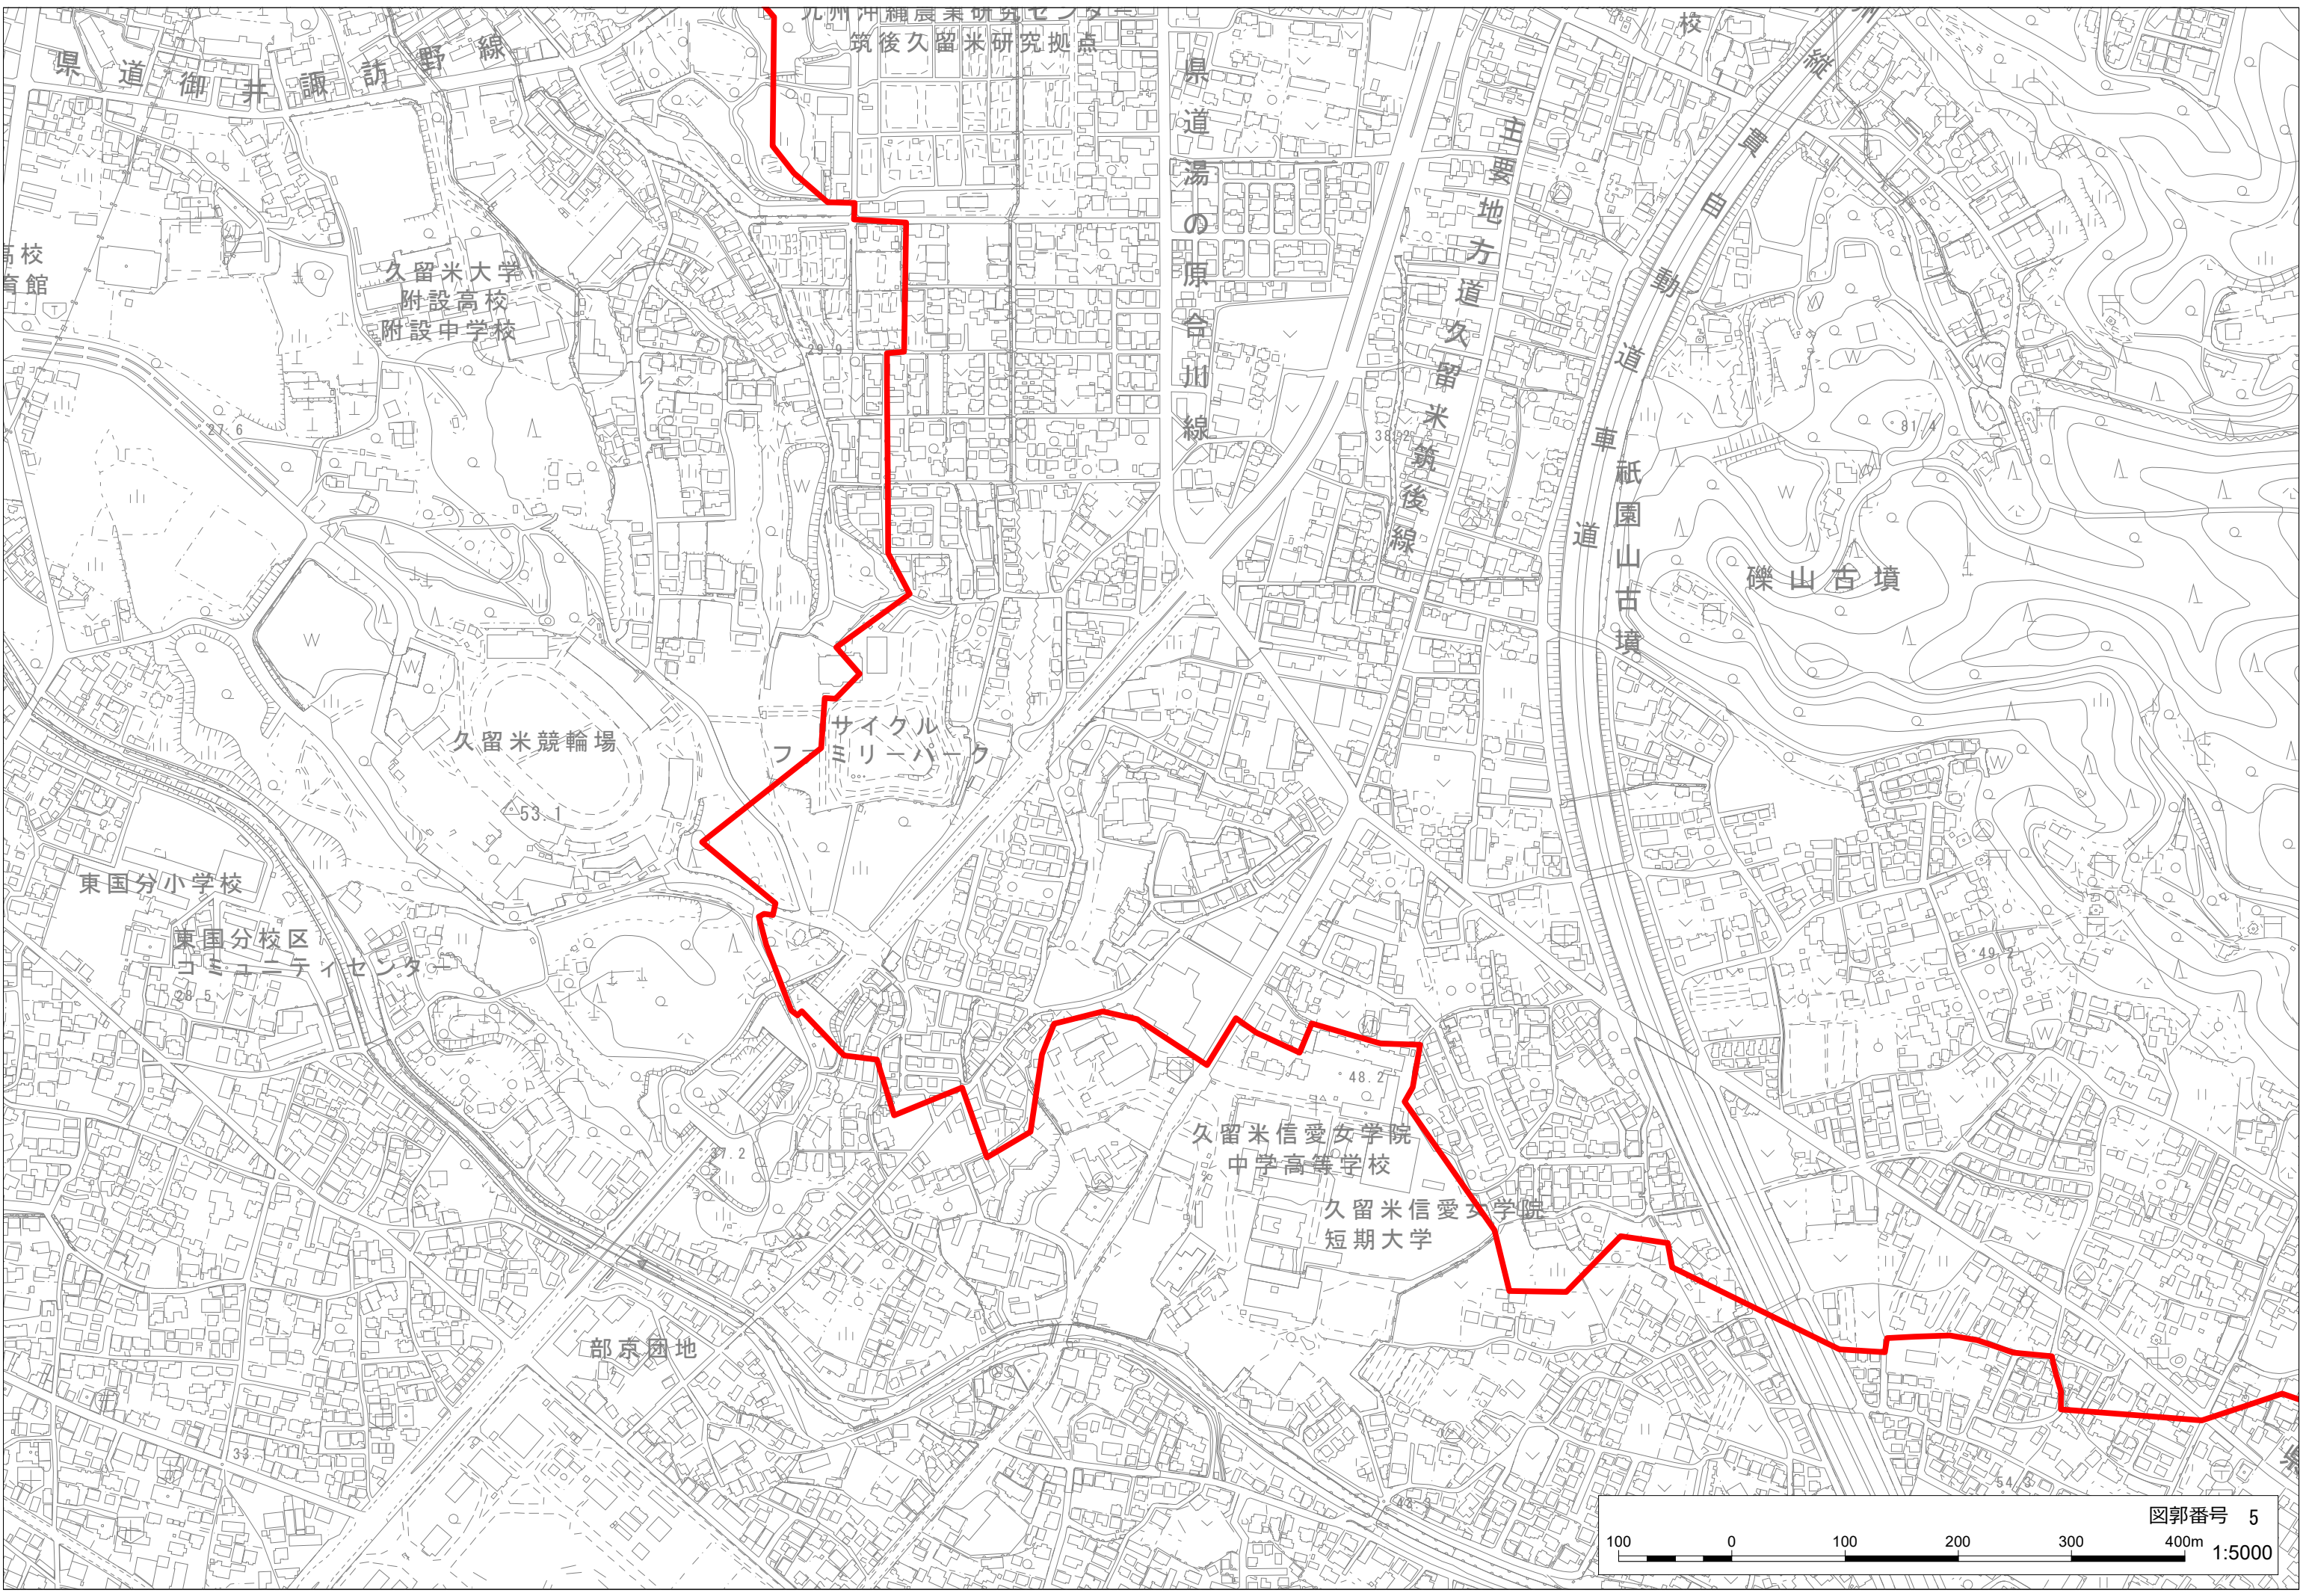 九州沖縄農業研究センター
筑後久留米研究拠点
校
県道御井諏訪野線
県道湯の原合川線
主要地方道久留米筑後線
州縦貫自動車道
高校
育館
久留米大学
附設高校
附設中学校
29.9
27.6
38.2
81.4
祇園山古墳
礫山古墳
サイクル
ファミリーパーク
久留米競輪場
53.1
東国分小学校
東国分校区
コミュニティセンター
28.5
49.2
48.2
久留米信愛女学院
中学高等学校
37.2
久留米信愛女学院
短期大学
部京団地
33
48.3
54.3
県
図郭番号 5
100 0 100 200 300 400m
1:5000